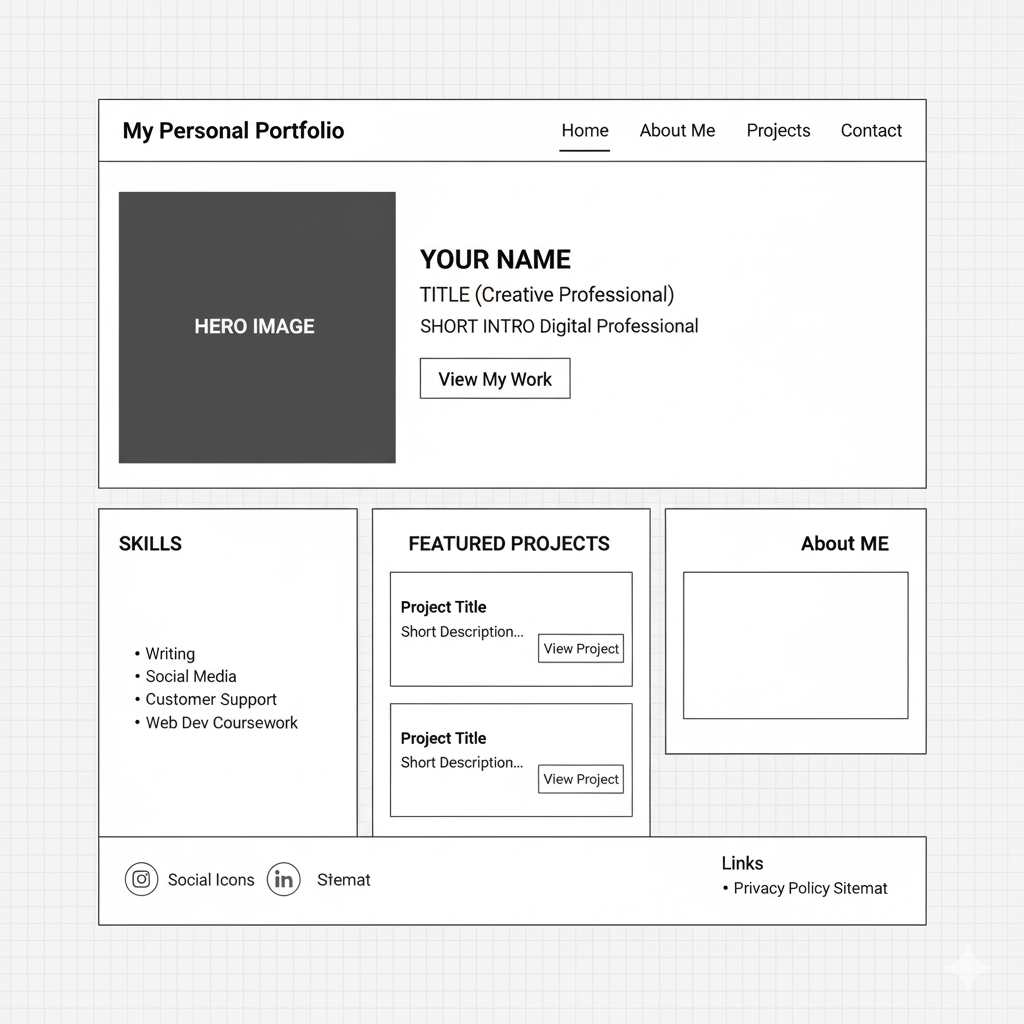 My Personal Portfolio
Home About Me Projects Contact
HERO IMAGE
YOUR NAME
TITLE (Creative Professional)
SHORT INTRO Digital Professional
View My Work
SKILLS
• Writing
• Social Media
• Customer Support
• Web Dev Coursework
FEATURED PROJECTS
Project Title
Short Description...
View Project
Project Title
Short Description...
View Project
About ME
Social Icons
in
Stemat
Links
• Privacy Policy Sitemat